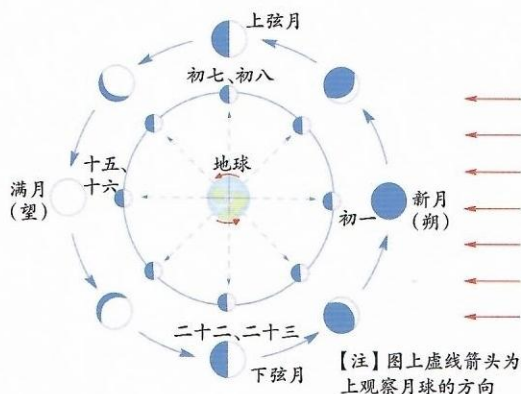 上弦月
初七、初八
地球
十五、
十六
满月
(望)
初一
新月
(朔)
二十二、二十三
下弦月
【注】图上虚线箭头为
上观察月球的方向